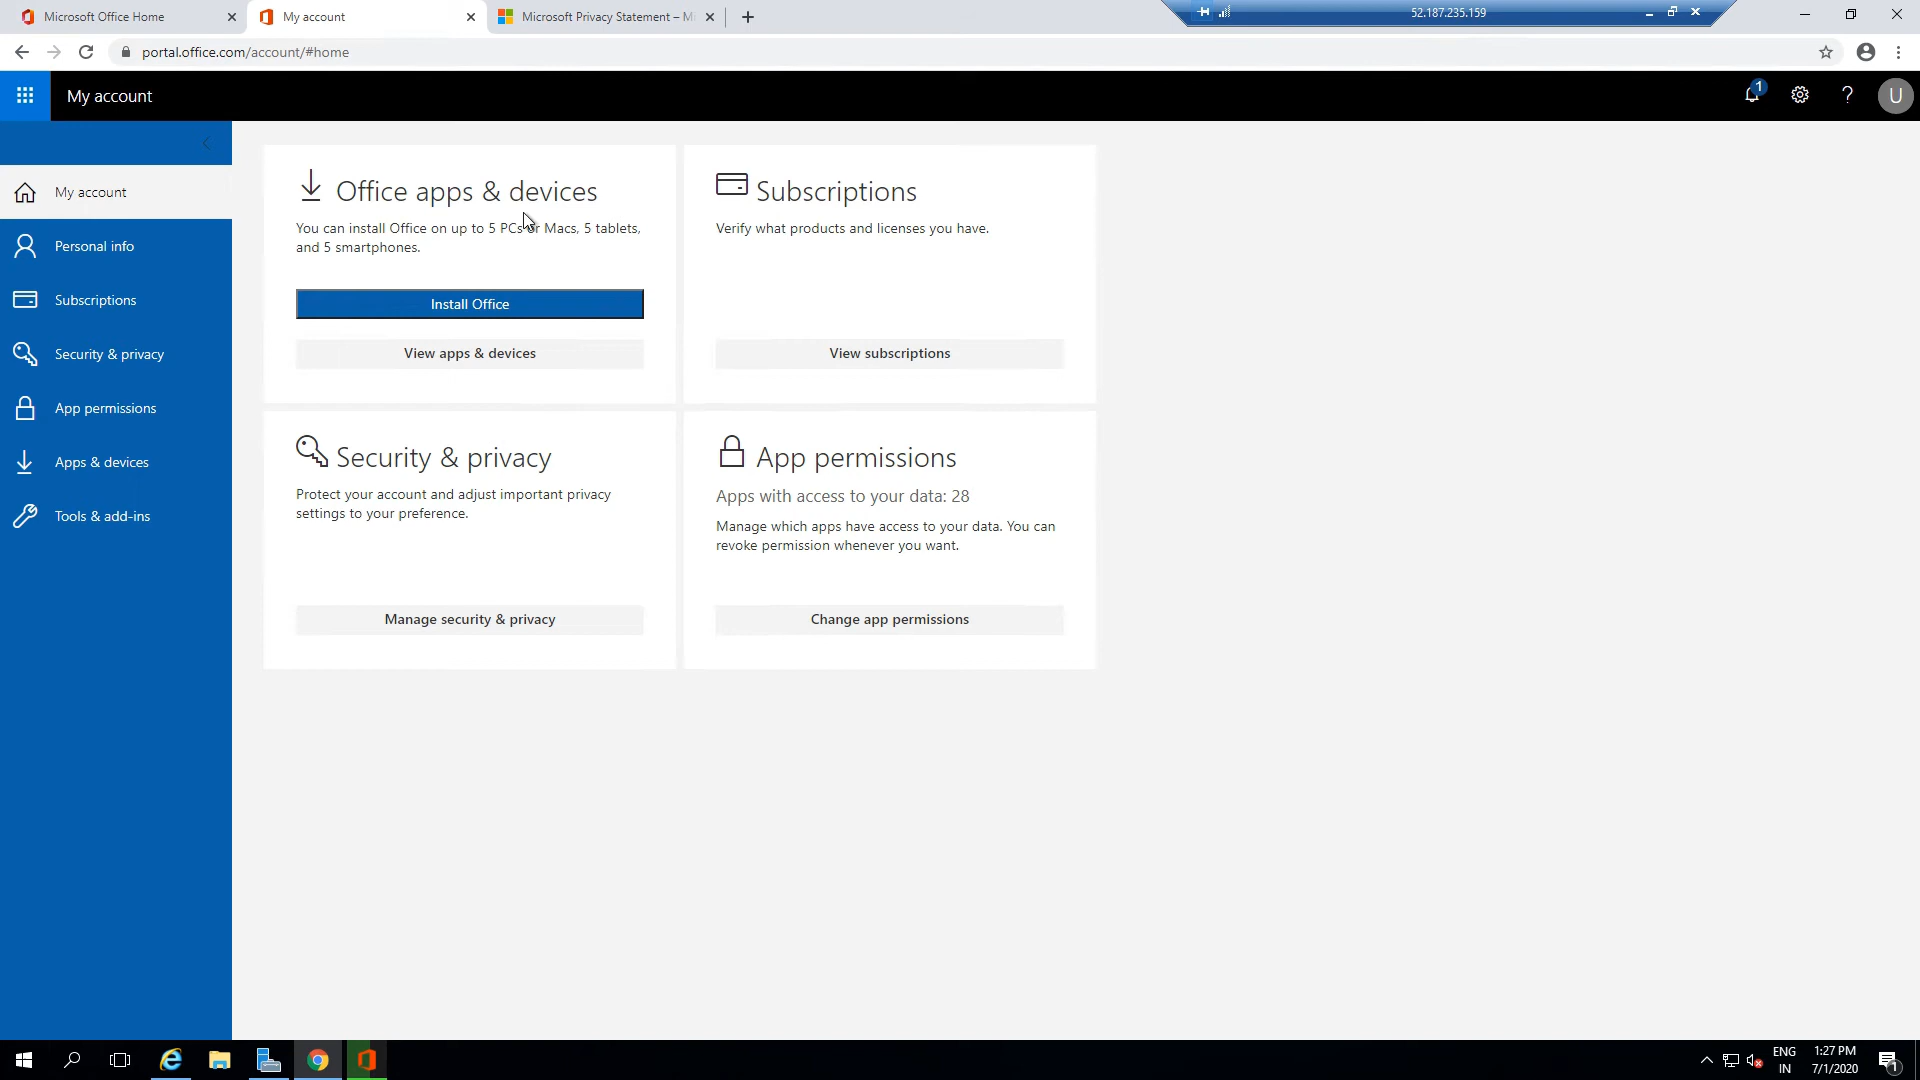 Microsoft Office Home
My account
Microsoft Privacy Statement – Mi
52.187.235.159
portal.office.com/account/#home
My account
1
U
My account
Personal info
Subscriptions
Security & privacy
App permissions
Apps & devices
Tools & add-ins
Office apps & devices
You can install Office on up to 5 PCs or Macs, 5 tablets,
and 5 smartphones.
Install Office
View apps & devices
Subscriptions
Verify what products and licenses you have.
View subscriptions
Security & privacy
Protect your account and adjust important privacy
settings to your preference.
Manage security & privacy
App permissions
Apps with access to your data: 28
Manage which apps have access to your data. You can
revoke permission whenever you want.
Change app permissions
ENG
IN
1:27 PM
7/1/2020
1